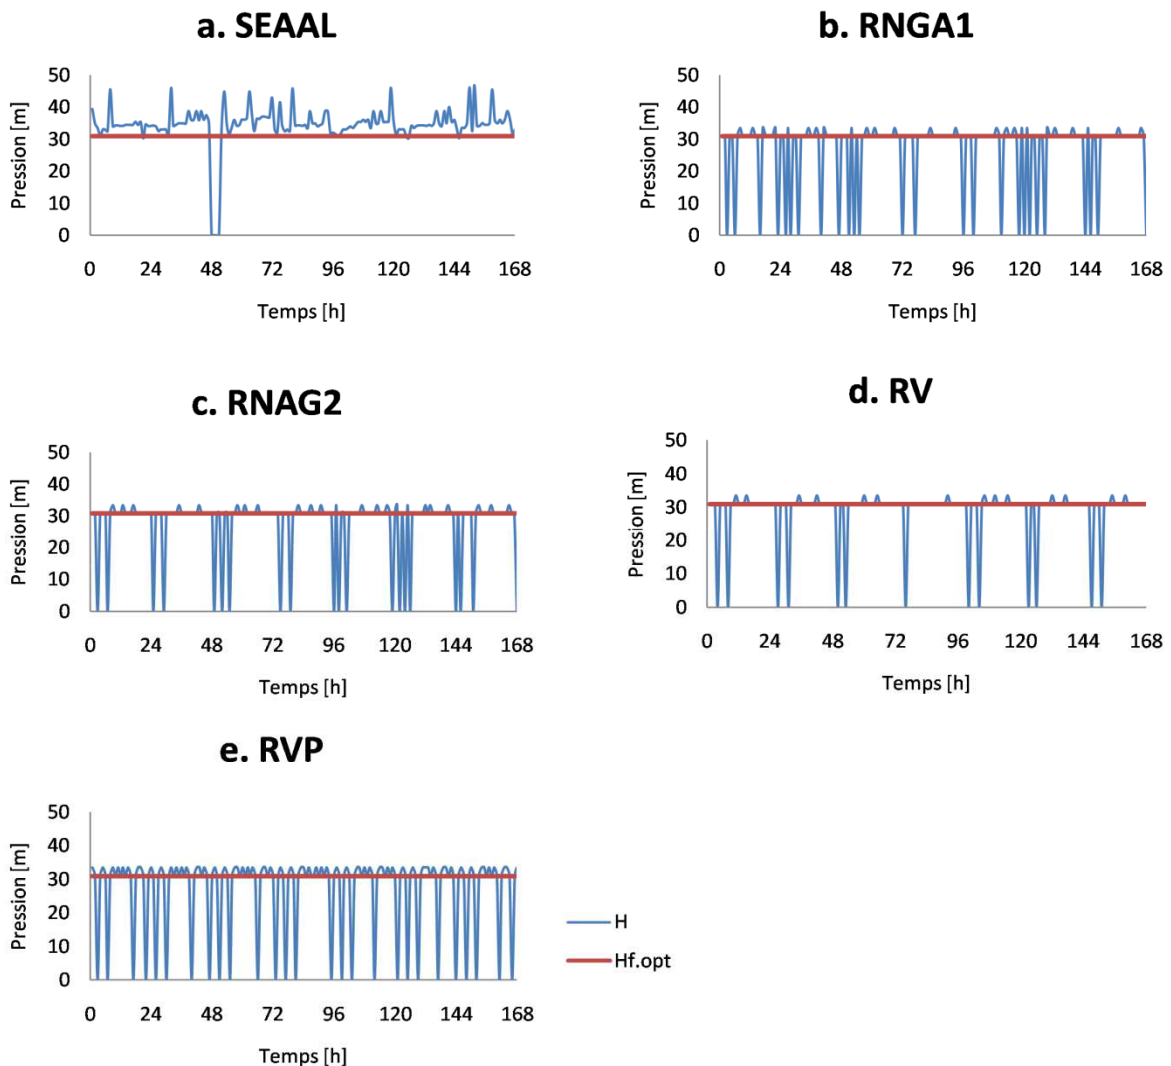 a. SEAAL
50
40
30
20
10
0
Pression [m]
0 24 48 72 96 120 144 168
Temps [h]
b. RNGA1
50
40
30
20
10
0
Pression [m]
0 24 48 72 96 120 144 168
Temps [h]
c. RNAG2
50
40
30
20
10
0
Pression [m]
0 24 48 72 96 120 144 168
Temps [h]
d. RV
50
40
30
20
10
0
Pression [m]
0 24 48 72 96 120 144 168
Temps [h]
e. RVP
50
40
30
20
10
0
Pression [m]
0 24 48 72 96 120 144 168
Temps [h]
H
Hf.opt